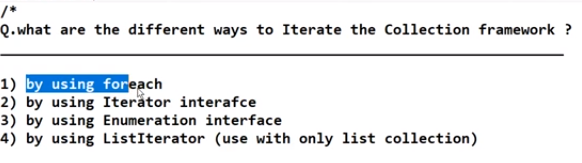 /*
Q.what are the different ways to Iterate the Collection framework ?
1) by using foreach
2) by using Iterator interafce
3) by using Enumeration interface
4) by using ListIterator (use with only list collection)